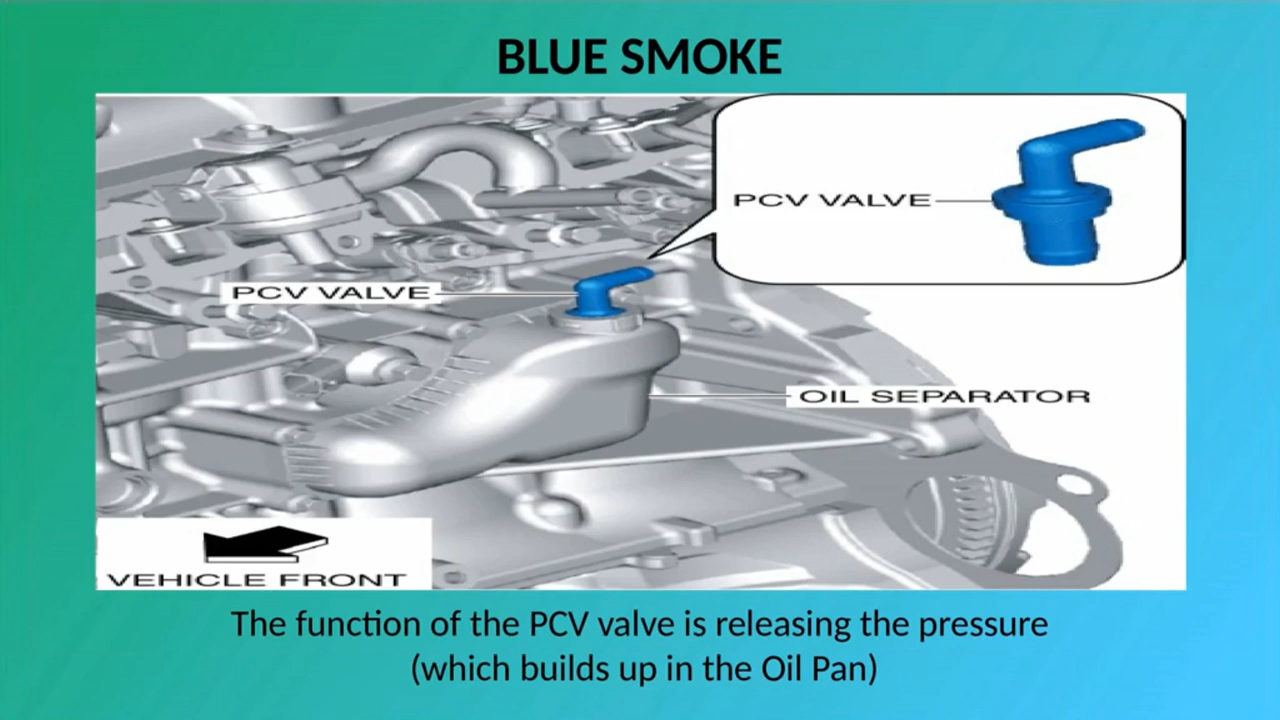 BLUE SMOKE
PCV VALVE
PCV VALVE
OIL SEPARATOR
VEHICLE FRONT
The function of the PCV valve is releasing the pressure
(which builds up in the Oil Pan)